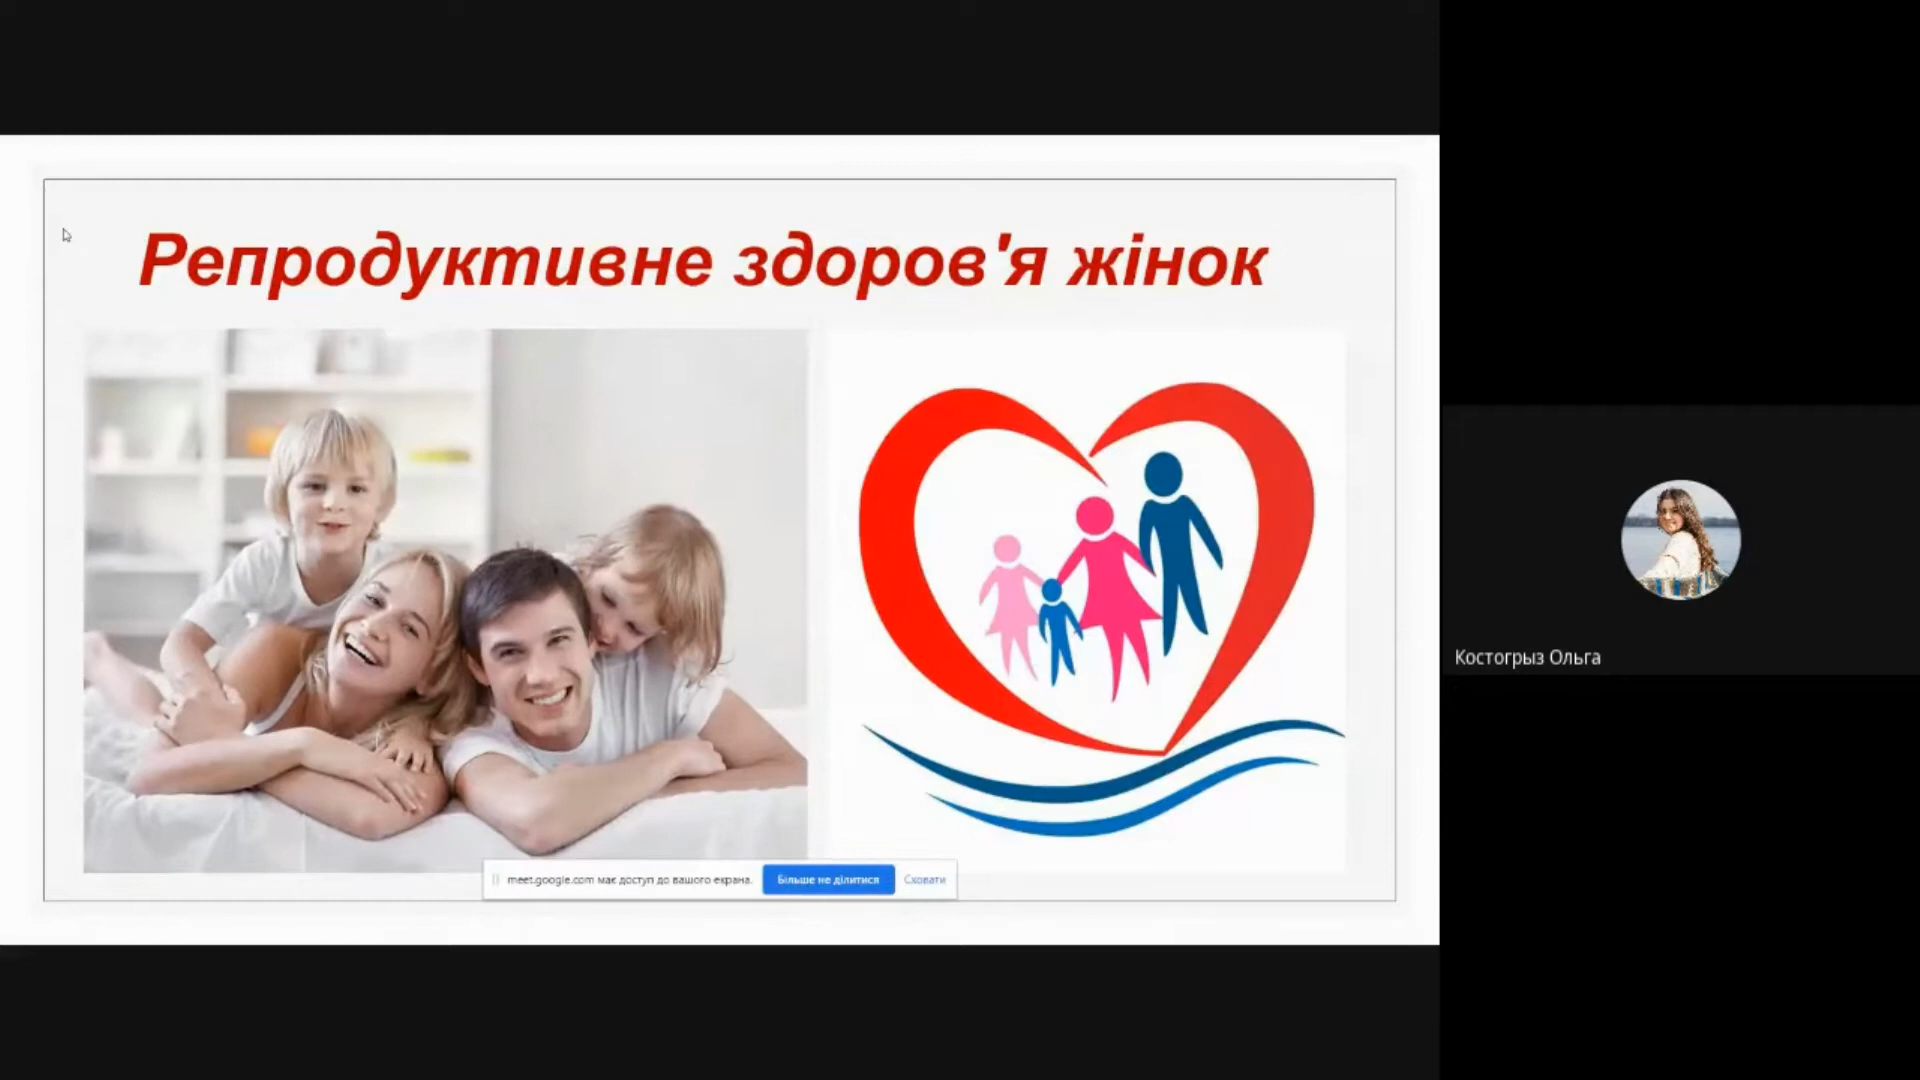 Репродуктивне здоров'я жінок
Костогрыз Ольга
meet.google.com має доступ до вашого екрана.
Більше не ділитися
Сховати